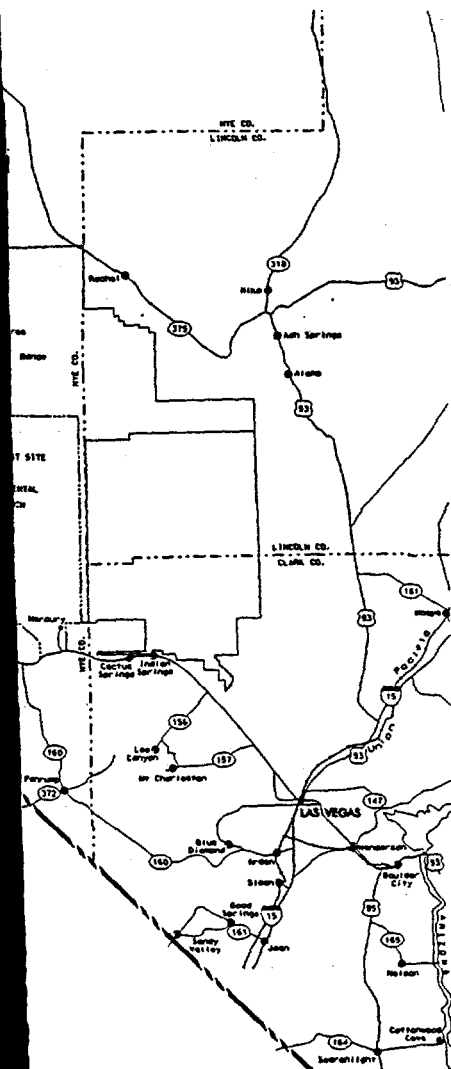 NYE CO.
LINCOLN CO.
318
Hiko
93
Rachel
375
Ash Springs
Alamo
NYE CO.
Range
93
T SITE
LINCOLN CO.
CLARK CO.
93
Mercury
NYE CO.
Cactus
Springs
Indian
Springs
Pacific
Union
15
93
156
Lee
Canyon
157
Mt Charleston
160
Pahrump
372
147
LAS VEGAS
Blue
Diamond
160
Arden
Henderson
Boulder
City
93
Sloan
95
15
Good
Springs
161
Sandy
Valley
Jean
165
Nelson
ARIZONA
Cottonwood
Cove
164
Searchlight